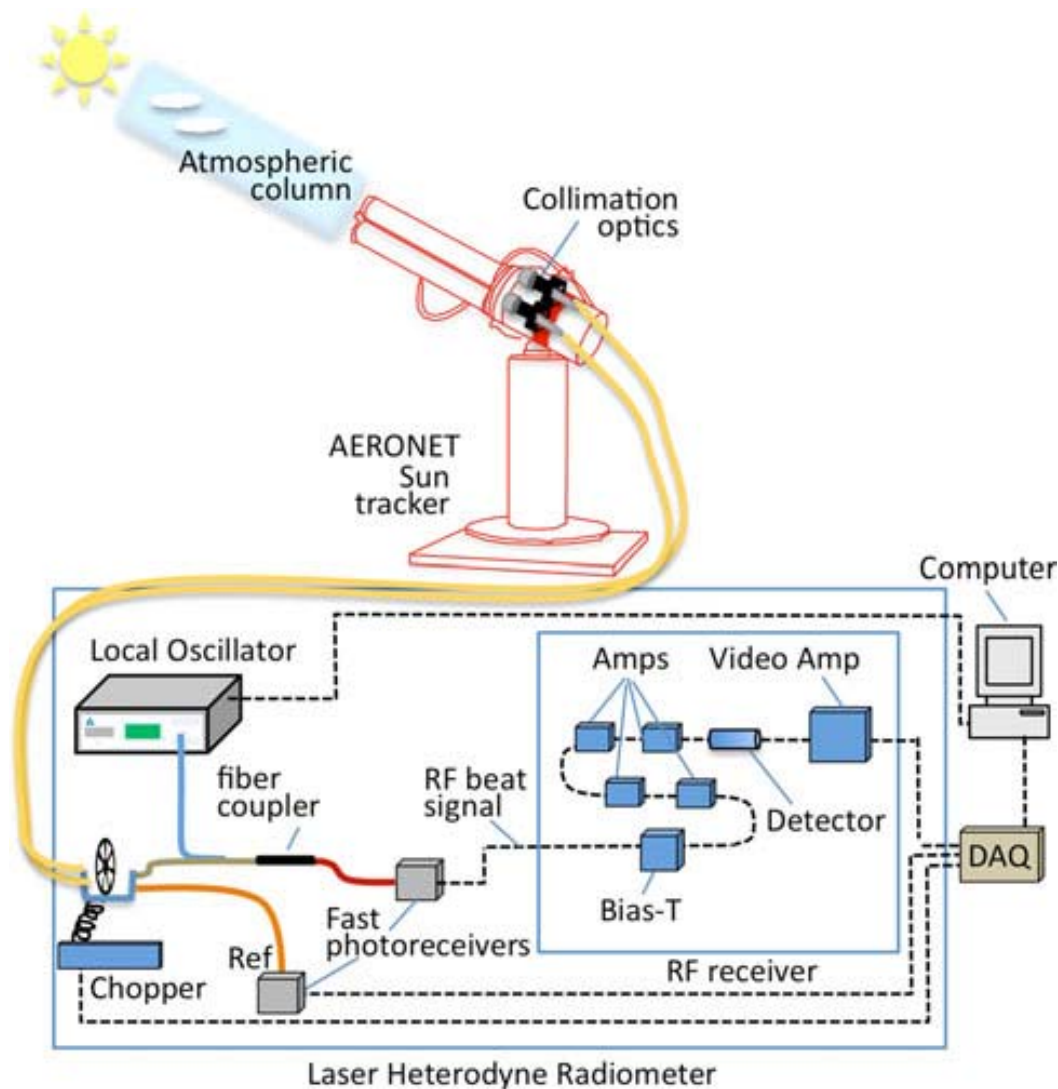 Atmospheric
column
Collimation
optics
AERONET
Sun
tracker
Computer
Local Oscillator
Amps
Video Amp
fiber
coupler
RF beat
signal
Detector
DAQ
Bias-T
Fast
photoreceivers
Ref
Chopper
RF receiver
Laser Heterodyne Radiometer